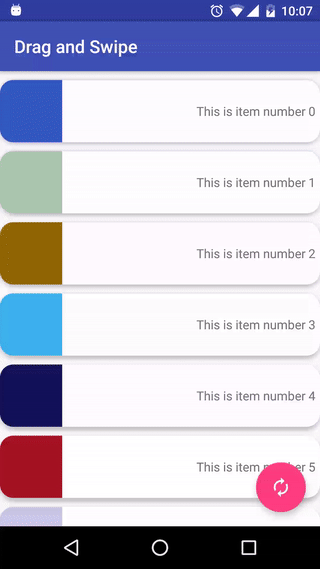 10:07
Drag and Swipe
This is item number 0
This is item number 1
This is item number 2
This is item number 3
This is item number 4
This is item number 5